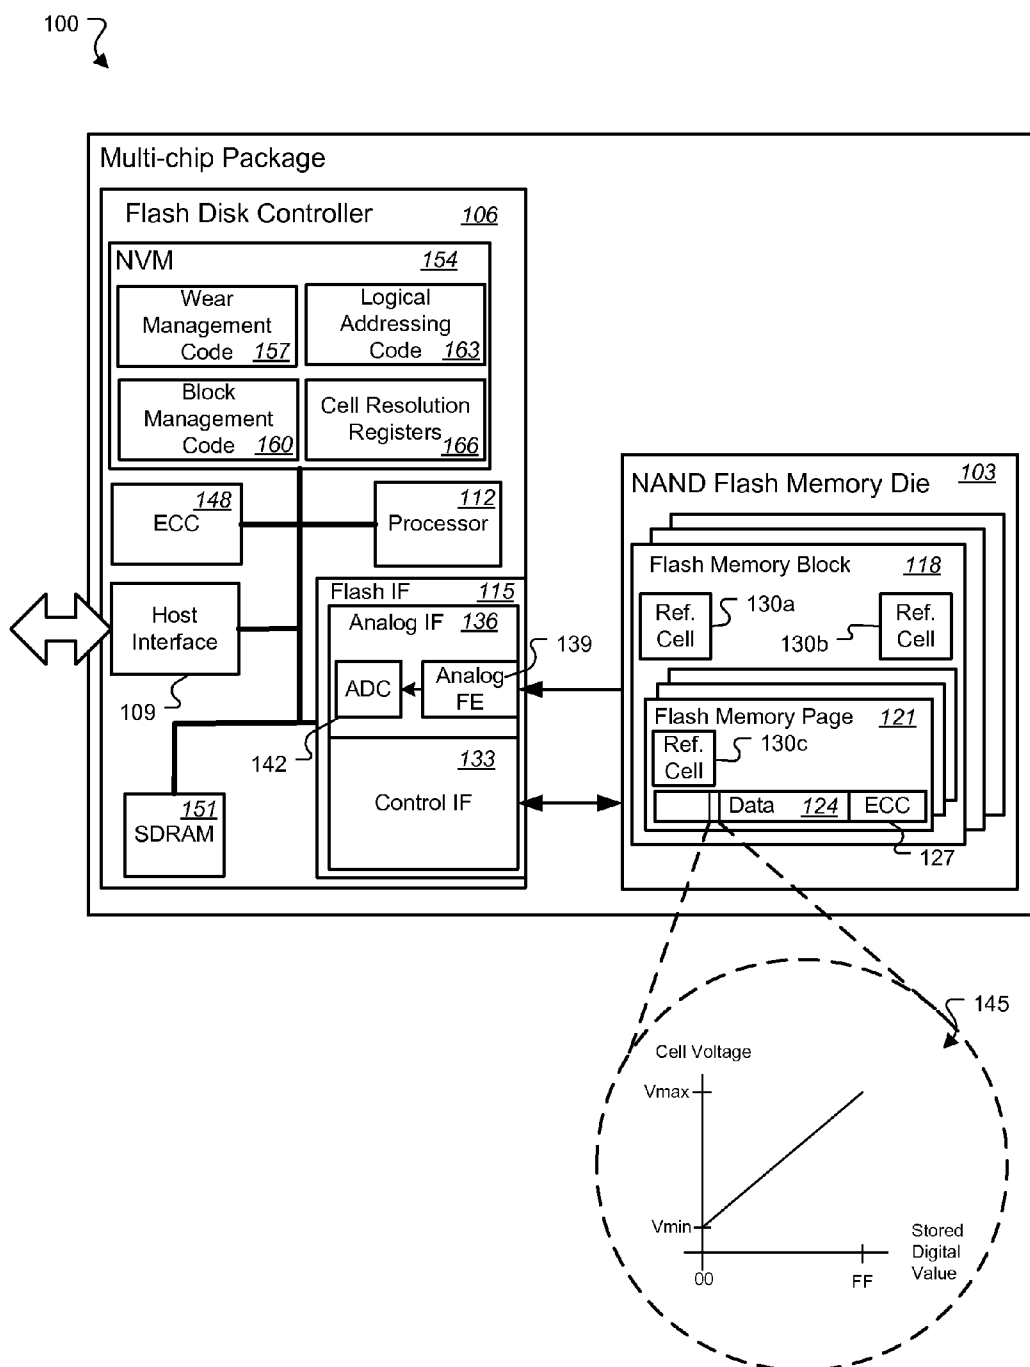 100
Multi-chip Package
Flash Disk Controller 106
NVM 154
Wear
Management
Code 157
Logical
Addressing
Code 163
Block
Management
Code 160
Cell Resolution
Registers 166
148
ECC
112
Processor
Host
Interface
109
151
SDRAM
Flash IF 115
Analog IF 136
139
ADC
Analog
FE
142
133
Control IF
NAND Flash Memory Die 103
Flash Memory Block 118
Ref.
Cell
130a
130b
Ref.
Cell
Flash Memory Page 121
Ref.
Cell
130c
Data 124 ECC
127
145
Cell Voltage
Vmax
Vmin
00
FF
Stored
Digital
Value